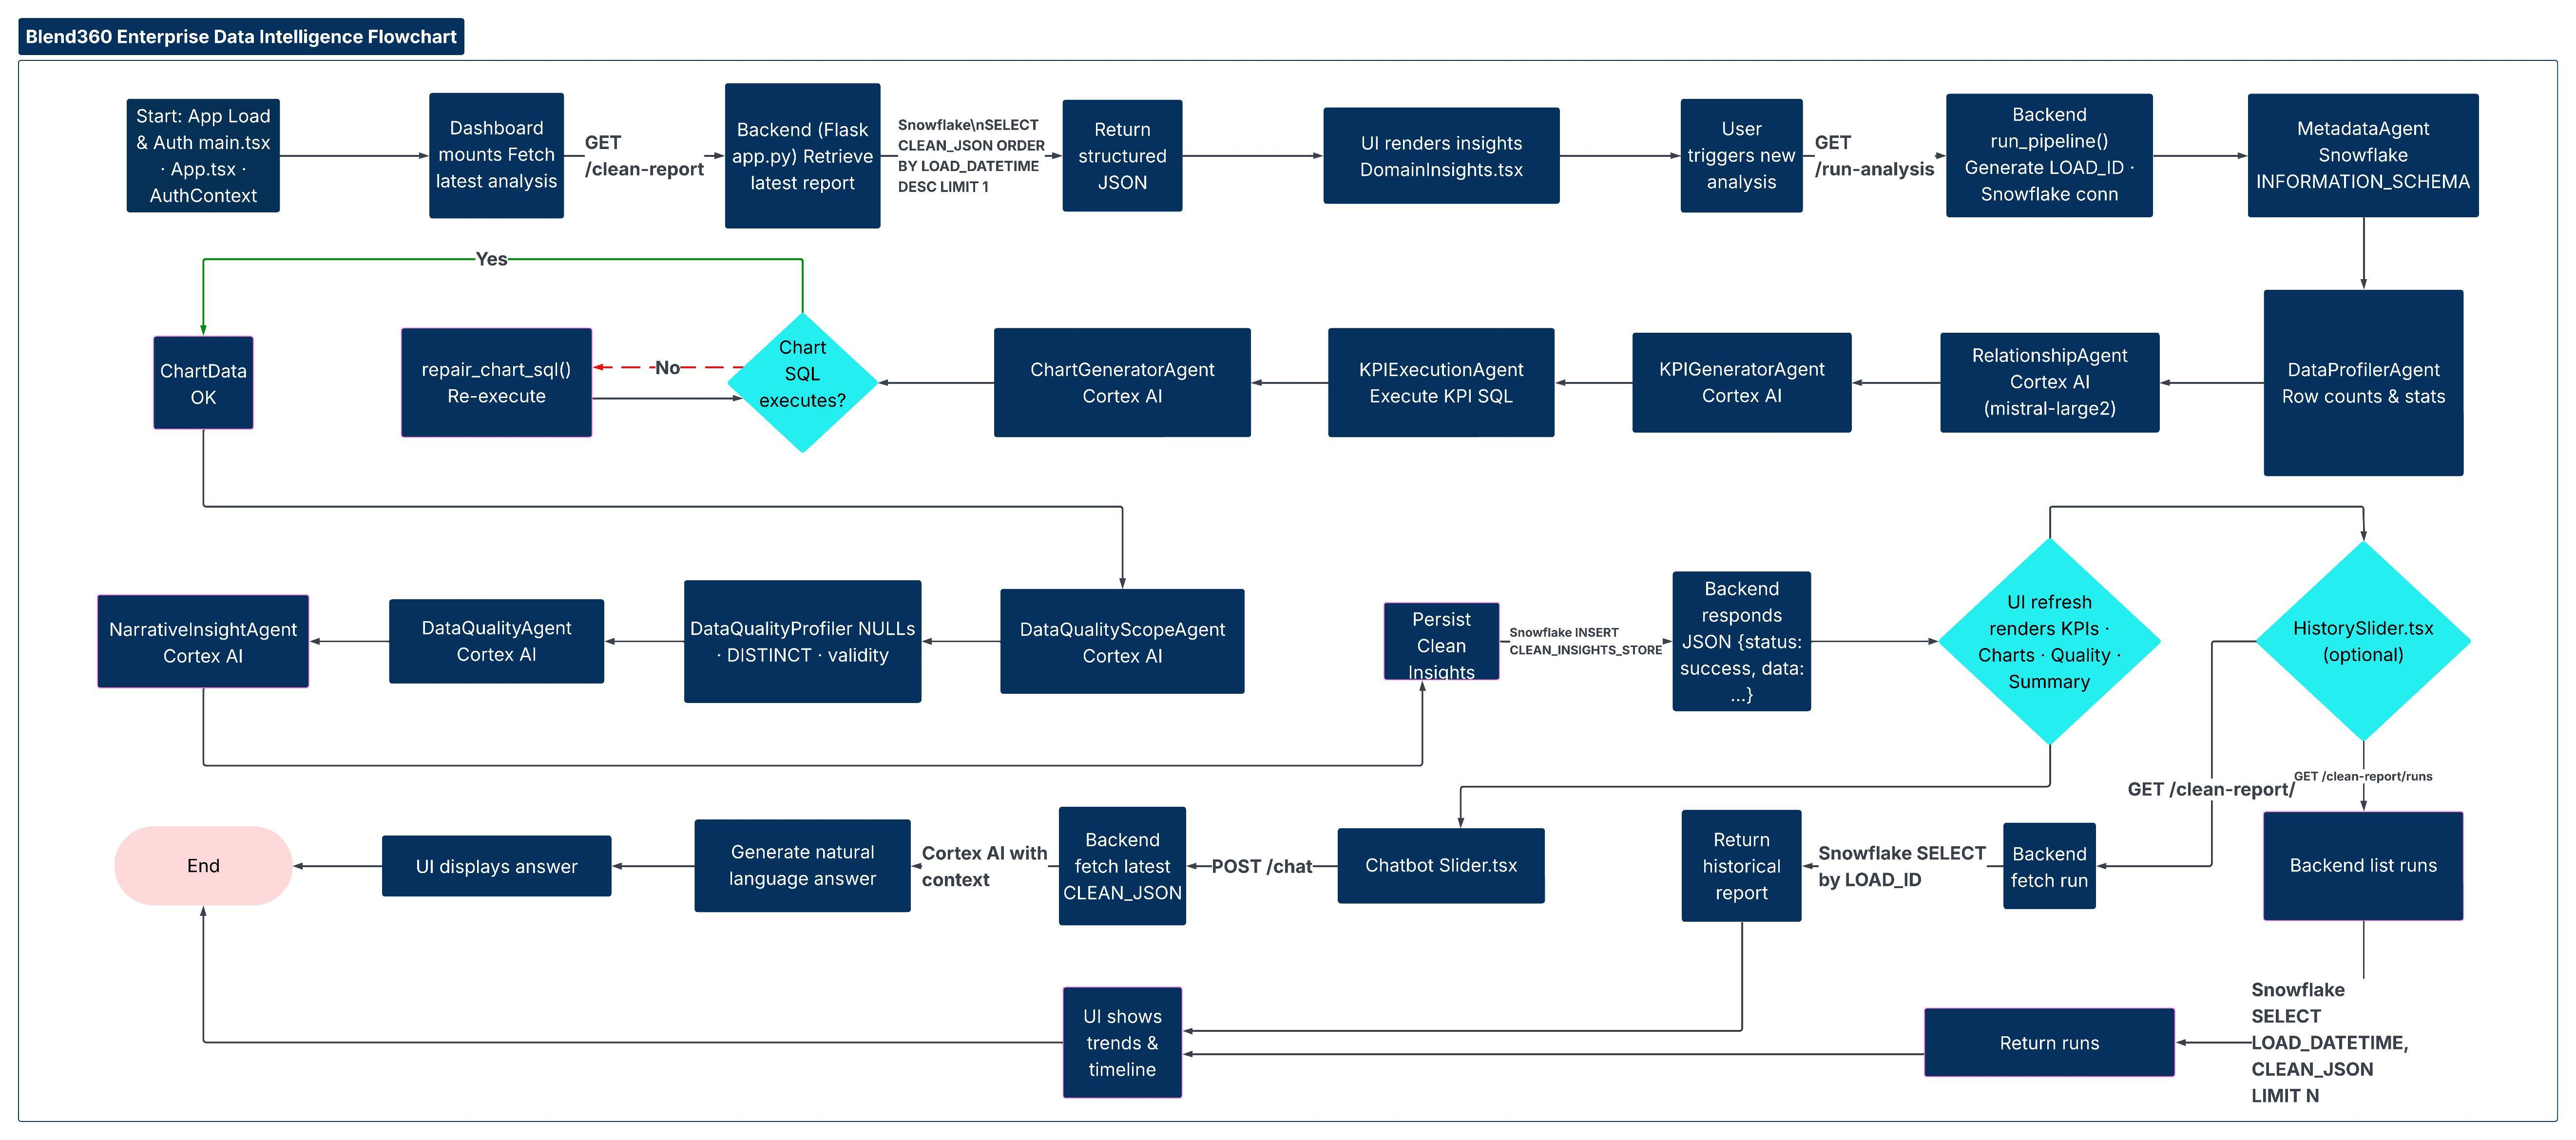 Blend360 Enterprise Data Intelligence Flowchart
Start: App Load
& Auth main.tsx
· App.tsx ·
AuthContext
Dashboard
mounts Fetch
latest analysis
GET
/clean-report
Backend (Flask
app.py) Retrieve
latest report
Snowflake\nSELECT
CLEAN_JSON ORDER
BY LOAD_DATETIME
DESC LIMIT 1
Return
structured
JSON
UI renders insights
DomainInsights.tsx
User
triggers new
analysis
GET
/run-analysis
Backend
run_pipeline()
Generate LOAD_ID ·
Snowflake conn
MetadataAgent
Snowflake
INFORMATION_SCHEMA
Yes
ChartData
OK
repair_chart_sql()
Re-execute
No
Chart
SQL
executes?
ChartGeneratorAgent
Cortex AI
KPIExecutionAgent
Execute KPI SQL
KPIGeneratorAgent
Cortex AI
RelationshipAgent
Cortex AI
(mistral-large2)
DataProfilerAgent
Row counts & stats
NarrativeInsightAgent
Cortex AI
DataQualityAgent
Cortex AI
DataQualityProfiler NULLs
· DISTINCT · validity
DataQualityScopeAgent
Cortex AI
Persist
Clean
Insights
Snowflake INSERT
CLEAN_INSIGHTS_STORE
Backend
responds
JSON {status:
success, data:
...}
UI refresh
renders KPIs ·
Charts · Quality ·
Summary
HistorySlider.tsx
(optional)
GET /clean-report/runs
GET /clean-report/
End
UI displays answer
Generate natural
language answer
Cortex AI with
context
Backend
fetch latest
CLEAN_JSON
POST /chat
Chatbot Slider.tsx
Return
historical
report
Snowflake SELECT
by LOAD_ID
Backend
fetch run
Backend list runs
UI shows
trends &
timeline
Return runs
Snowflake
SELECT
LOAD_DATETIME,
CLEAN_JSON
LIMIT N